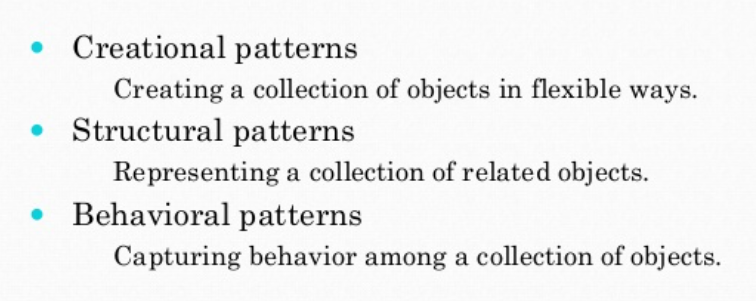 Creational patterns
Creating a collection of objects in flexible ways.
Structural patterns
Representing a collection of related objects.
Behavioral patterns
Capturing behavior among a collection of objects.